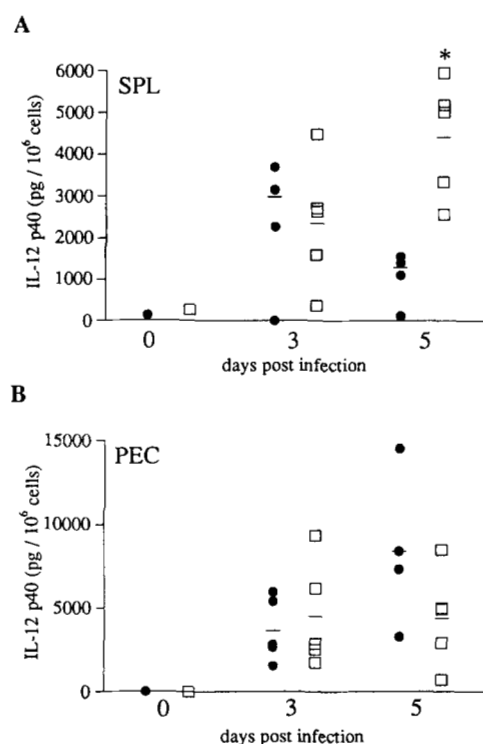 A
*
SPL
6000
5000
4000
3000
2000
1000
0
IL-12 p40 (pg / 10⁶ cells)
0 3 5
days post infection
B
PEC
15000
10000
5000
0
IL-12 p40 (pg / 10⁶ cells)
0 3 5
days post infection